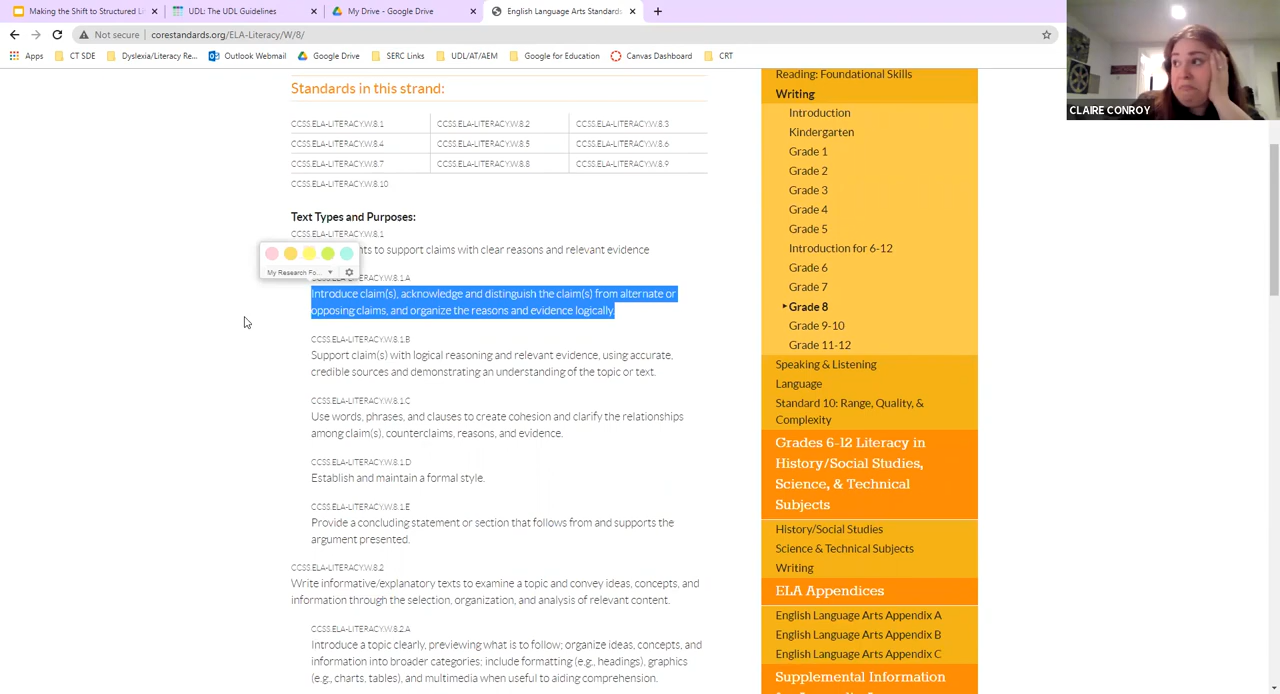 Making the Shift to Structured Li
UDL: The UDL Guidelines
My Drive - Google Drive
English Language Arts Standards
Not secure | corestandards.org/ELA-Literacy/W/8/
Apps CT SDE Dyslexia/Literacy Re... Outlook Webmail Google Drive SERC Links UDL/AT/AEM Google for Education Canvas Dashboard CRT
CLAIRE CONROY
Standards in this strand:
CCSS.ELA-LITERACY.W.8.1 CCSS.ELA-LITERACY.W.8.2 CCSS.ELA-LITERACY.W.8.3
CCSS.ELA-LITERACY.W.8.4 CCSS.ELA-LITERACY.W.8.5 CCSS.ELA-LITERACY.W.8.6
CCSS.ELA-LITERACY.W.8.7 CCSS.ELA-LITERACY.W.8.8 CCSS.ELA-LITERACY.W.8.9
CCSS.ELA-LITERACY.W.8.10
Text Types and Purposes:
CCSS.ELA-LITERACY.W.8.1
nts to support claims with clear reasons and relevant evidence
My Research Fo...
CCSS.ELA-LITERACY.W.8.1.A
Introduce claim(s), acknowledge and distinguish the claim(s) from alternate or
opposing claims, and organize the reasons and evidence logically.
CCSS.ELA-LITERACY.W.8.1.B
Support claim(s) with logical reasoning and relevant evidence, using accurate,
credible sources and demonstrating an understanding of the topic or text.
CCSS.ELA-LITERACY.W.8.1.C
Use words, phrases, and clauses to create cohesion and clarify the relationships
among claim(s), counterclaims, reasons, and evidence.
CCSS.ELA-LITERACY.W.8.1.D
Establish and maintain a formal style.
CCSS.ELA-LITERACY.W.8.1.E
Provide a concluding statement or section that follows from and supports the
argument presented.
CCSS.ELA-LITERACY.W.8.2
Write informative/explanatory texts to examine a topic and convey ideas, concepts, and
information through the selection, organization, and analysis of relevant content.
CCSS.ELA-LITERACY.W.8.2.A
Introduce a topic clearly, previewing what is to follow; organize ideas, concepts, and
information into broader categories; include formatting (e.g., headings), graphics
(e.g., charts, tables), and multimedia when useful to aiding comprehension.
Reading: Foundational Skills
Writing
Introduction
Kindergarten
Grade 1
Grade 2
Grade 3
Grade 4
Grade 5
Introduction for 6-12
Grade 6
Grade 7
Grade 8
Grade 9-10
Grade 11-12
Speaking & Listening
Language
Standard 10: Range, Quality, &
Complexity
Grades 6-12 Literacy in
History/Social Studies,
Science, & Technical
Subjects
History/Social Studies
Science & Technical Subjects
Writing
ELA Appendices
English Language Arts Appendix A
English Language Arts Appendix B
English Language Arts Appendix C
Supplemental Information